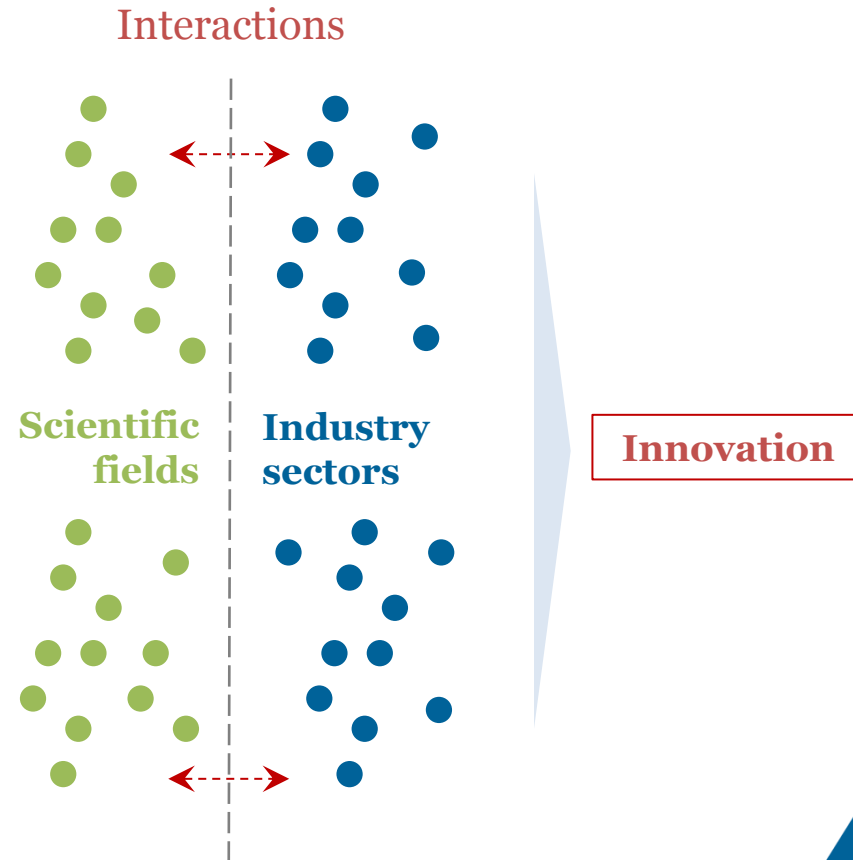 Interactions
Scientific
fields
Industry
sectors
Innovation